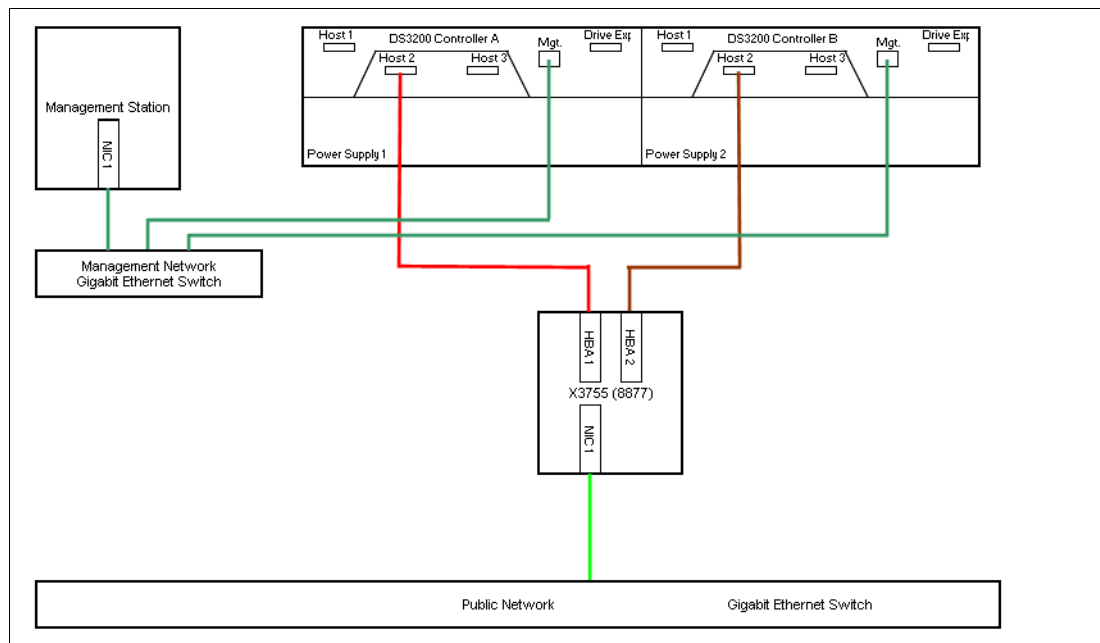 Host 1
DS3200 Controller A
Mgt.
Drive Exp
Host 1
DS3200 Controller B
Mgt.
Drive Exp
Host 2
Host 3
Host 2
Host 3
Management Station
NIC 1
Power Supply 1
Power Supply 2
Management Network
Gigabit Ethernet Switch
HBA 1
HBA 2
X3755 (8877)
NIC 1
Public Network
Gigabit Ethernet Switch